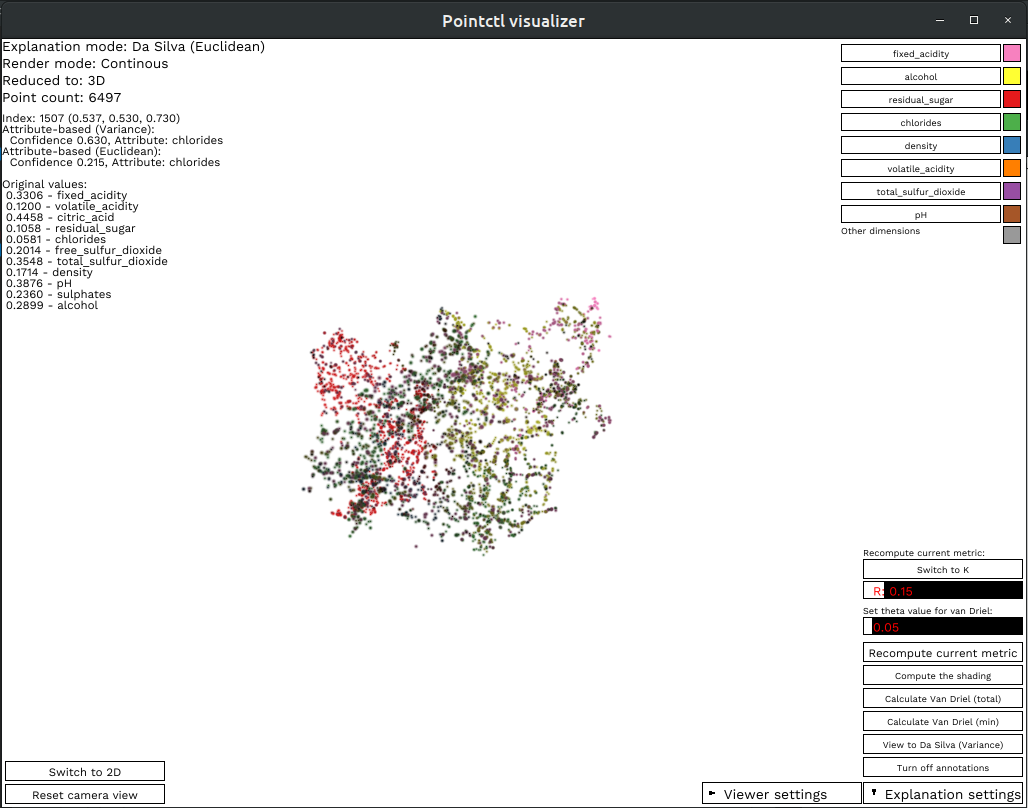 Pointctl visualizer
Explanation mode: Da Silva (Euclidean)
Render mode: Continous
Reduced to: 3D
Point count: 6497
Index: 1507 (0.537, 0.530, 0.730)
Attribute-based (Variance):
Confidence 0.630, Attribute: chlorides
Attribute-based (Euclidean):
Confidence 0.215, Attribute: chlorides
Original values:
0.3306 - fixed_acidity
0.1200 - volatile_acidity
0.4458 - citric_acid
0.1058 - residual_sugar
0.0581 - chlorides
0.2014 - free_sulfur_dioxide
0.3548 - total_sulfur_dioxide
0.1714 - density
0.3876 - pH
0.2360 - sulphates
0.2899 - alcohol
fixed_acidity
alcohol
residual_sugar
chlorides
density
volatile_acidity
total_sulfur_dioxide
pH
Other dimensions
Recompute current metric:
Switch to K
R: 0.15
Set theta value for van Driel:
0.05
Recompute current metric
Compute the shading
Calculate Van Driel (total)
Calculate Van Driel (min)
View to Da Silva (Variance)
Turn off annotations
Switch to 2D
Reset camera view
Viewer settings
Explanation settings